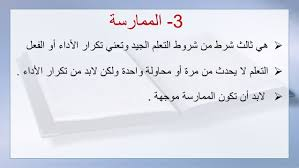 3- الممارسة
➢ هي ثالث شرط من شروط التعلم الجيد وتعني تكرار الأداء أو الفعل
➢ التعلم لا يحدث من مرة أو محاولة واحدة ولكن لابد من تكرار الأداء .
➢ لابد أن تكون الممارسة موجهة .